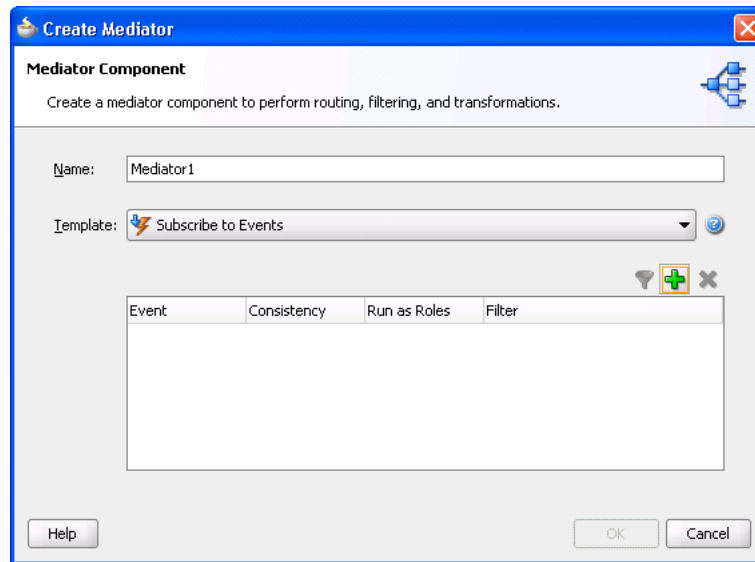 Create Mediator
Mediator Component
Create a mediator component to perform routing, filtering, and transformations.
Name: Mediator1
Template: Subscribe to Events
Event Consistency Run as Roles Filter
Help OK Cancel